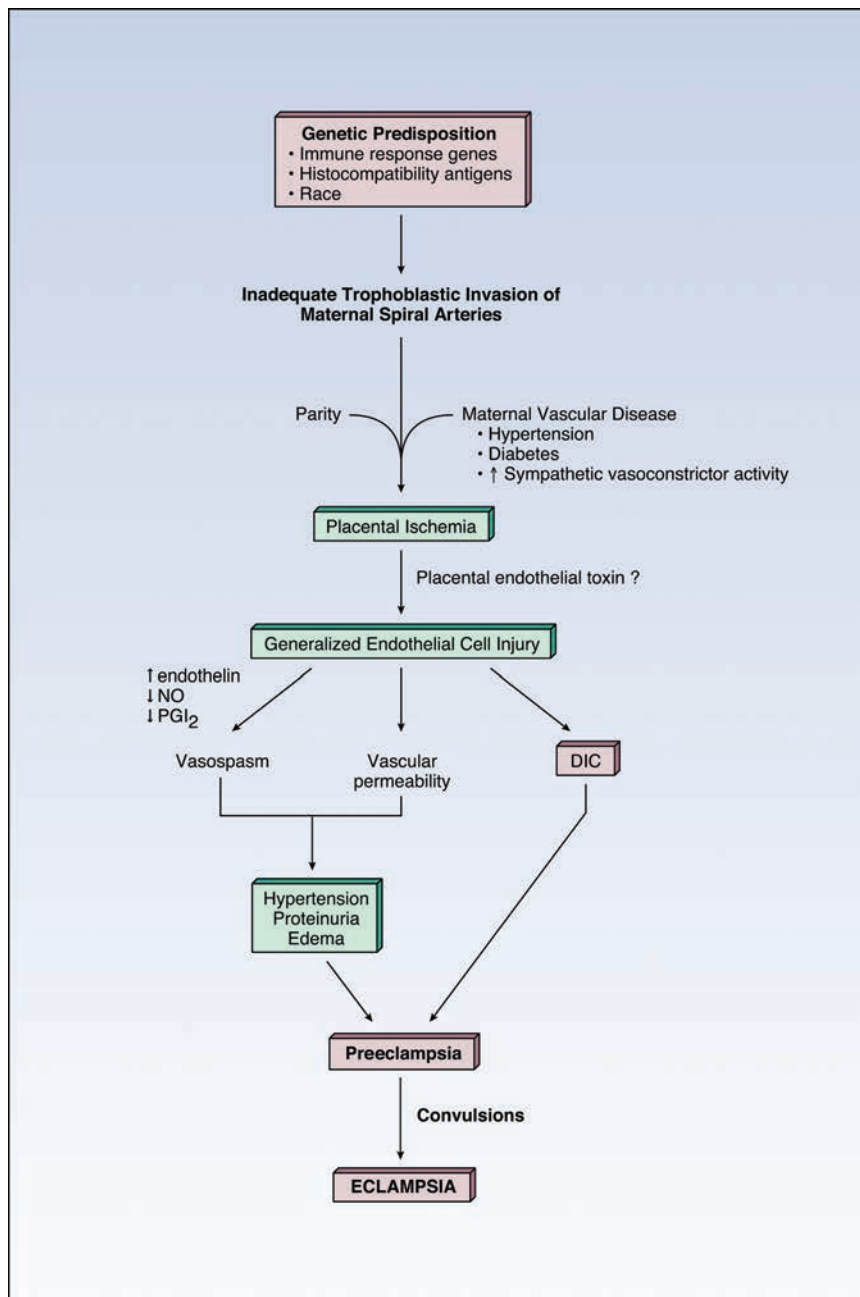 Genetic Predisposition
• Immune response genes
• Histocompatibility antigens
• Race
Inadequate Trophoblastic Invasion of
Maternal Spiral Arteries
Parity
Maternal Vascular Disease
• Hypertension
• Diabetes
• ↑ Sympathetic vasoconstrictor activity
Placental Ischemia
Placental endothelial toxin ?
Generalized Endothelial Cell Injury
↑ endothelin
↓ NO
↓ PGI2
Vasospasm
Vascular
permeability
DIC
Hypertension
Proteinuria
Edema
Preeclampsia
Convulsions
ECLAMPSIA